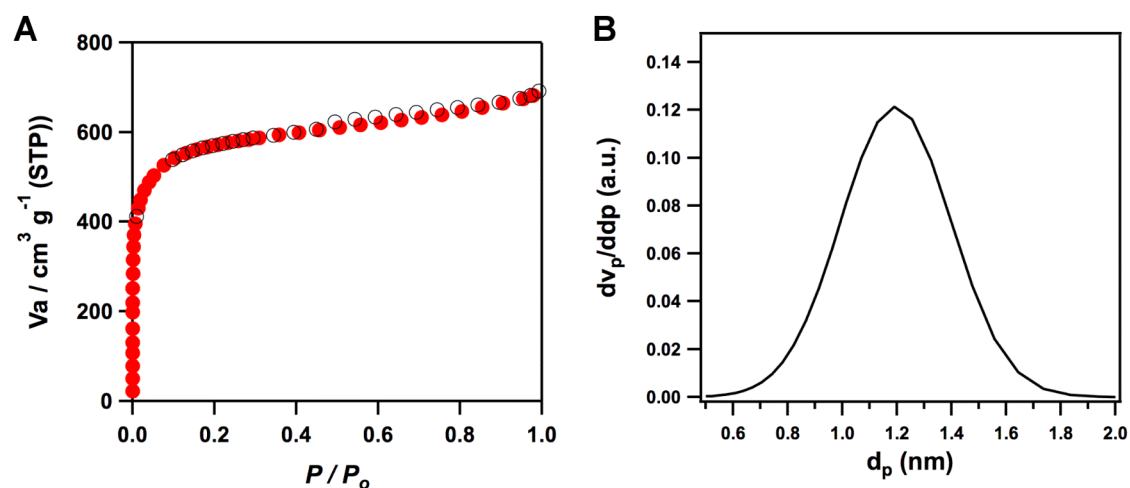 A
B
Va / cm³ g⁻¹ (STP))
800
600
400
200
0
0.0 0.2 0.4 0.6 0.8 1.0
P / Pₒ
dvₚ/ddp (a.u.)
0.14
0.12
0.10
0.08
0.06
0.04
0.02
0.00
0.6 0.8 1.0 1.2 1.4 1.6 1.8 2.0
dₚ (nm)